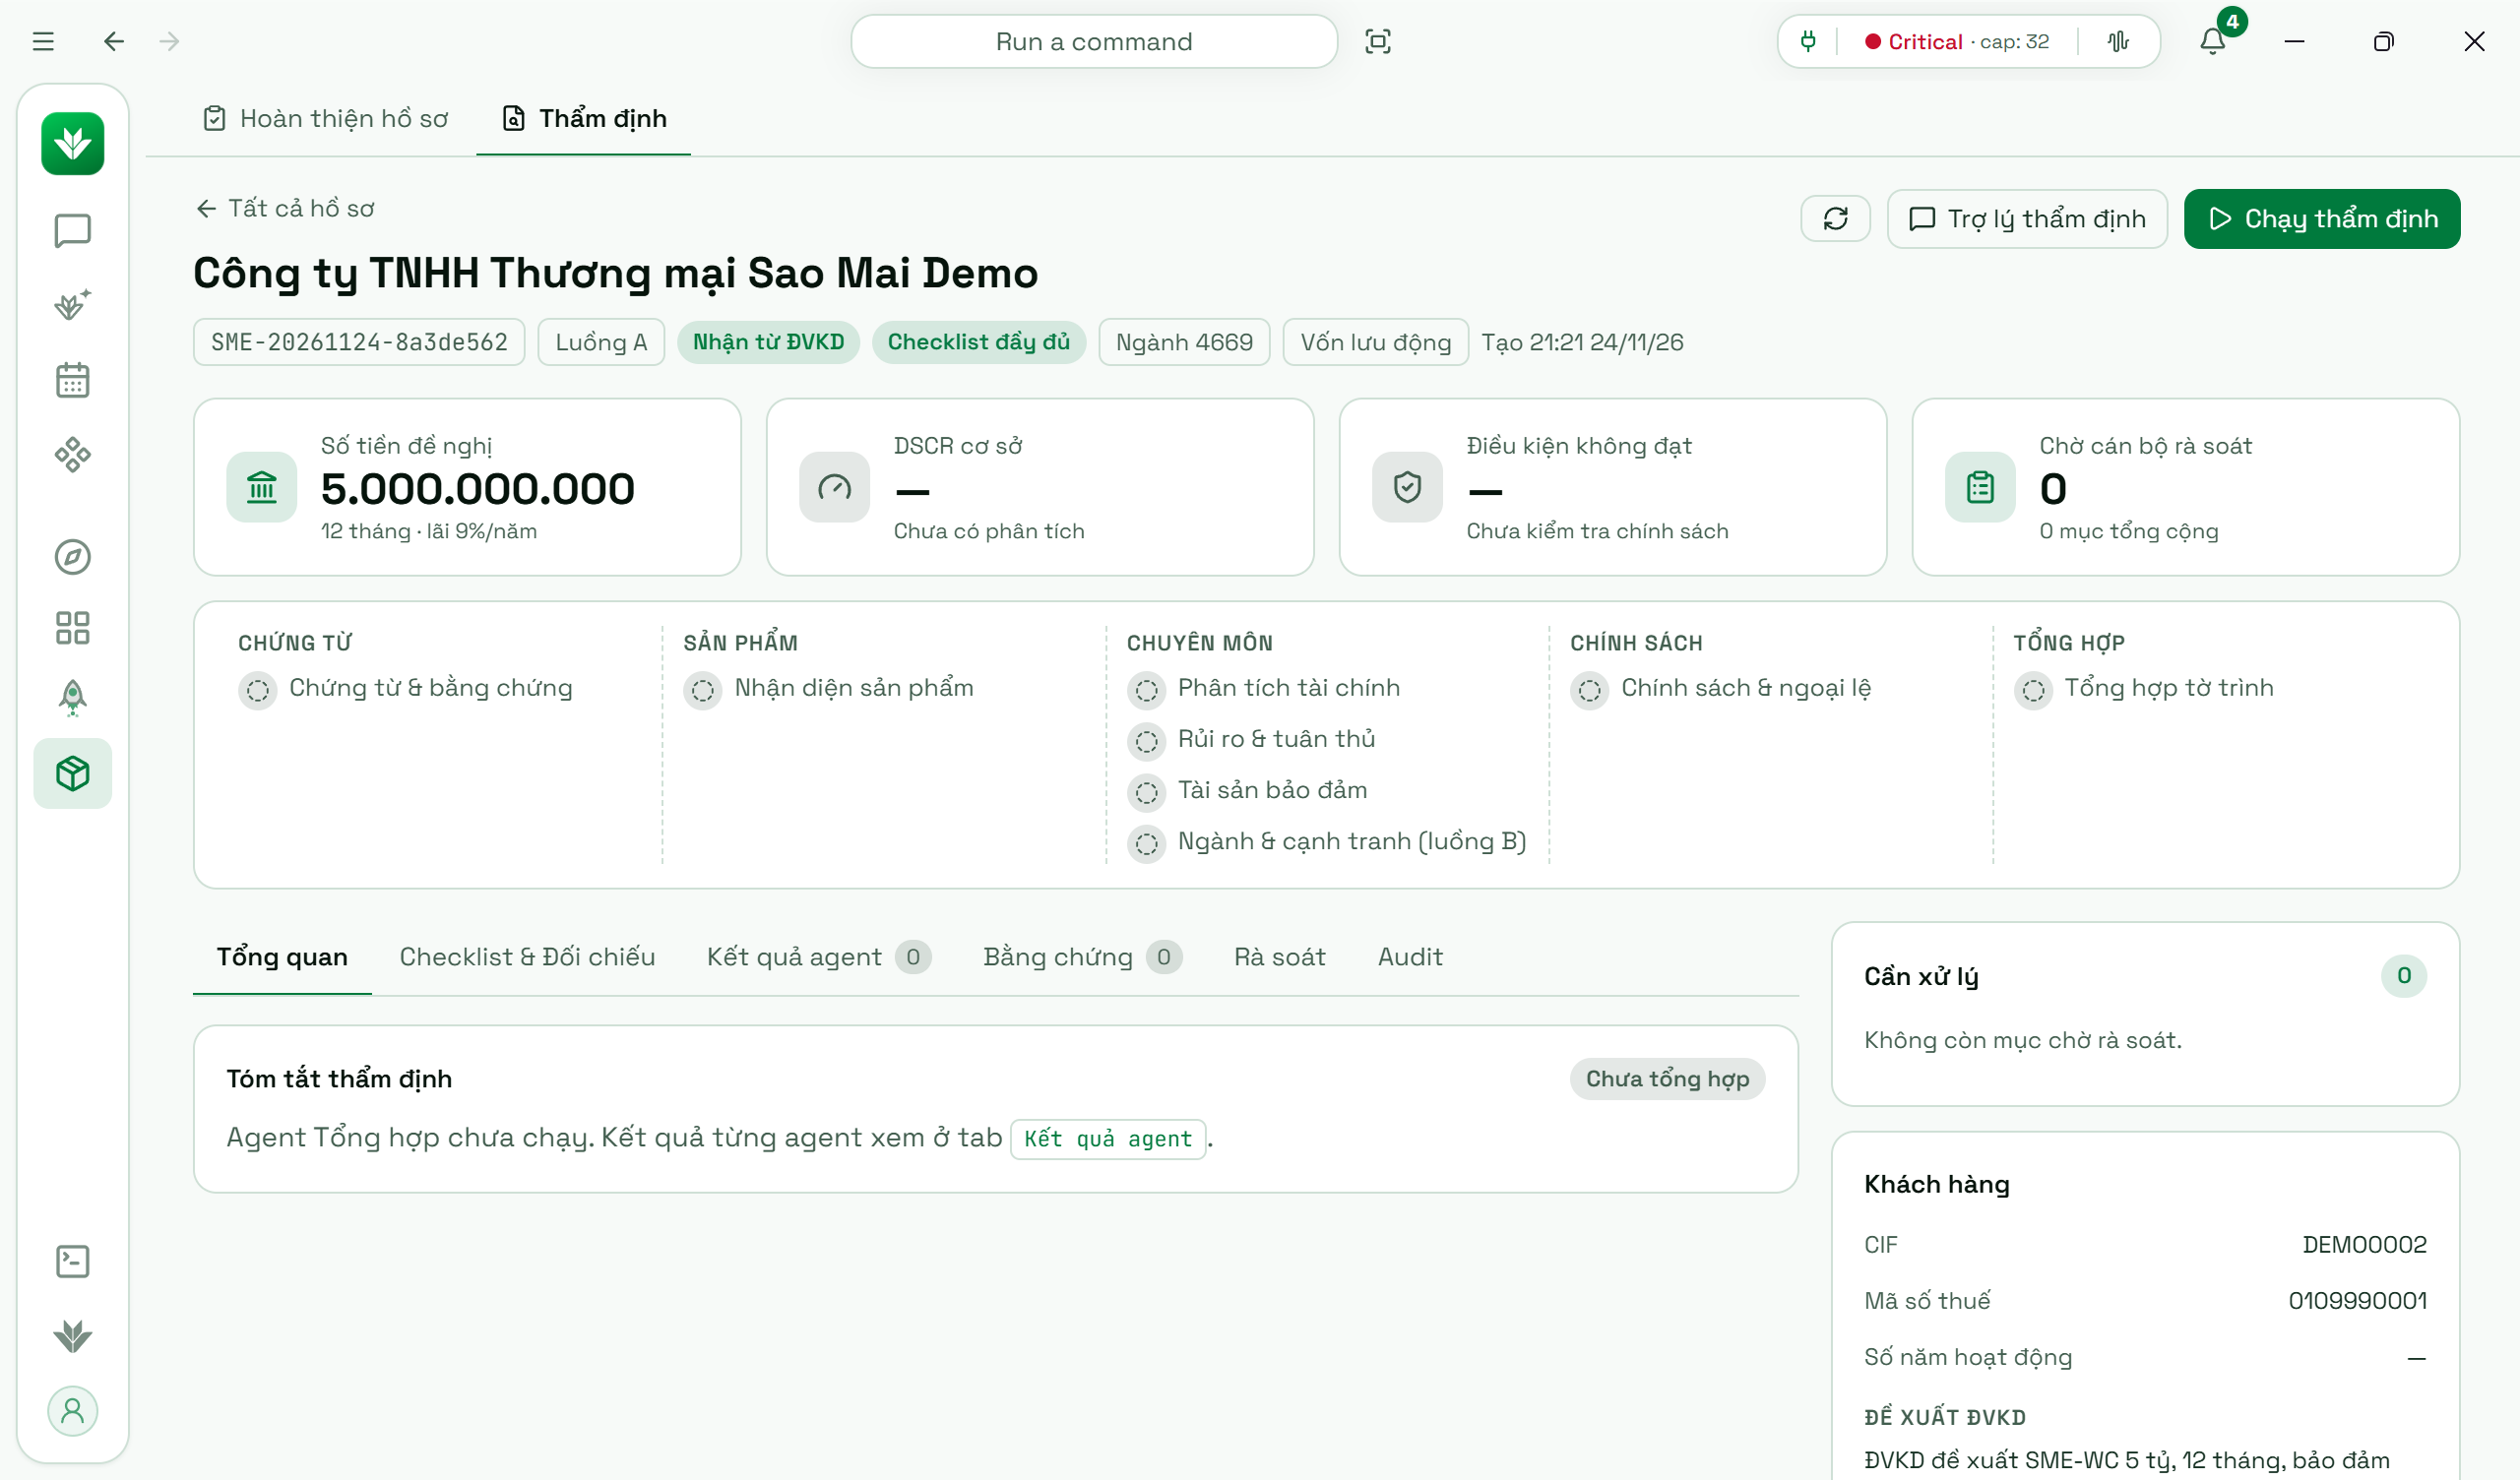 Run a command
Critical · cap: 32
4
Hoàn thiện hồ sơ
Thẩm định
Tất cả hồ sơ
Trợ lý thẩm định
Chạy thẩm định
Công ty TNHH Thương mại Sao Mai Demo
SME-20261124-8a3de562
Luồng A
Nhận từ ĐVKD
Checklist đầy đủ
Ngành 4669
Vốn lưu động
Tạo 21:21 24/11/26
Số tiền đề nghị
5.000.000.000
12 tháng · lãi 9%/năm
DSCR cơ sở
—
Chưa có phân tích
Điều kiện không đạt
—
Chưa kiểm tra chính sách
Chờ cán bộ rà soát
0
0 mục tổng cộng
CHỨNG TỪ
Chứng từ & bằng chứng
SẢN PHẨM
Nhận diện sản phẩm
CHUYÊN MÔN
Phân tích tài chính
Rủi ro & tuân thủ
Tài sản bảo đảm
Ngành & cạnh tranh (luồng B)
CHÍNH SÁCH
Chính sách & ngoại lệ
TỔNG HỢP
Tổng hợp tờ trình
Tổng quan
Checklist & Đối chiếu
Kết quả agent 0
Bằng chứng 0
Rà soát
Audit
Tóm tắt thẩm định
Chưa tổng hợp
Agent Tổng hợp chưa chạy. Kết quả từng agent xem ở tab Kết quả agent.
Cần xử lý
0
Không còn mục chờ rà soát.
Khách hàng
CIF
DEMO0002
Mã số thuế
0109990001
Số năm hoạt động
—
ĐỀ XUẤT ĐVKD
ĐVKD đề xuất SME-WC 5 tỷ, 12 tháng, bảo đảm